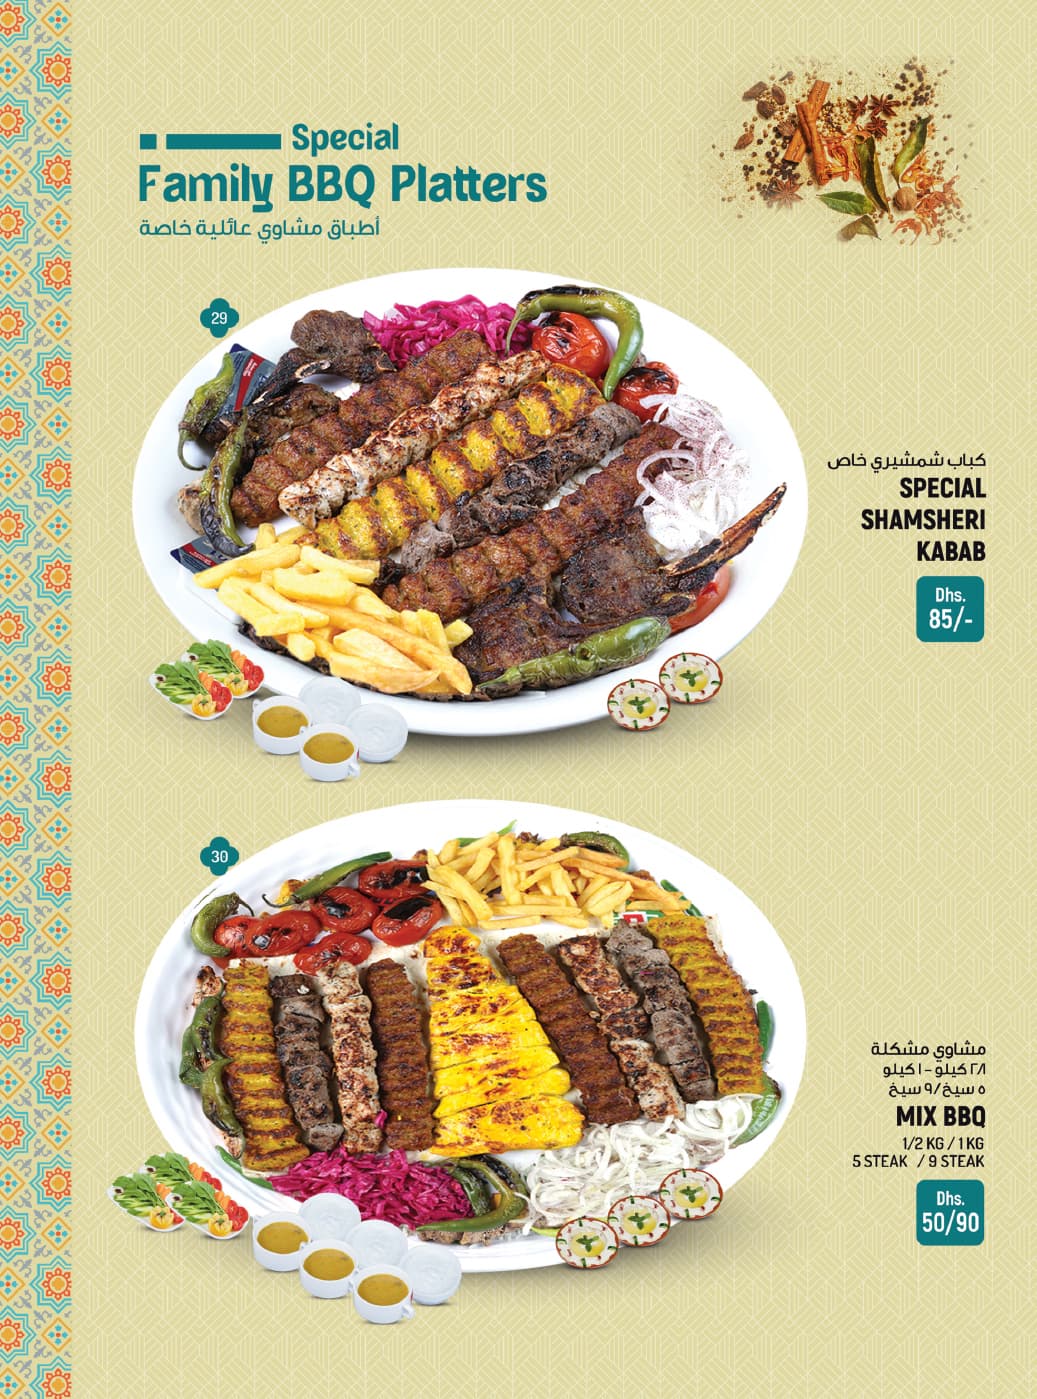 Special
Family BBQ Platters
أطباق مشاوي عائلية خاصة
29
كباب شمشيري خاص
SPECIAL
SHAMSHERI
KABAB
Dhs.
85/-
30
مشاوي مشكلة
١/٢ كيلو - ١ كيلو
٥ سيخ/ ٩ سيخ
MIX BBQ
1/2 KG / 1 KG
5 STEAK / 9 STEAK
Dhs.
50/90